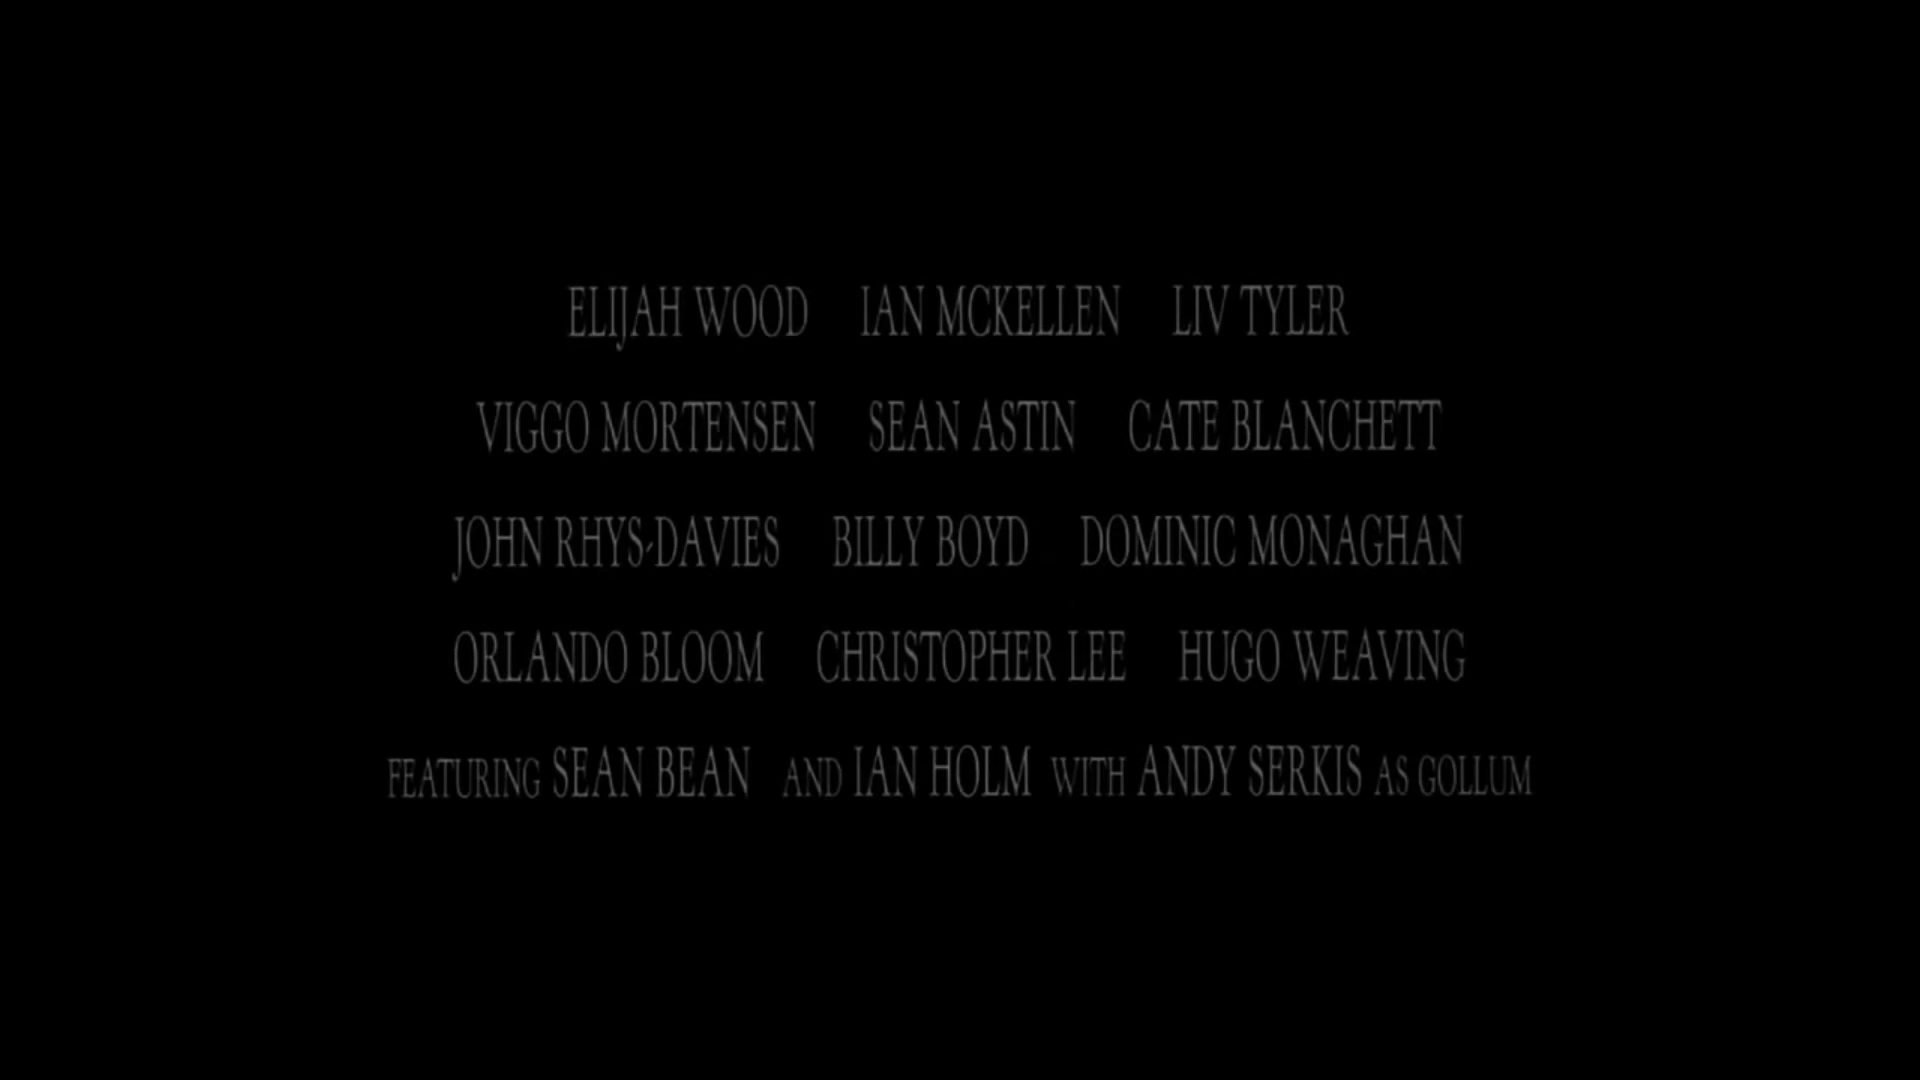 ELIJAH WOOD IAN MCKELLEN LIV TYLER
VIGGO MORTENSEN SEAN ASTIN CATE BLANCHETT
JOHN RHYS-DAVIES BILLY BOYD DOMINIC MONAGHAN
ORLANDO BLOOM CHRISTOPHER LEE HUGO WEAVING
FEATURING SEAN BEAN AND IAN HOLM WITH ANDY SERKIS AS GOLLUM